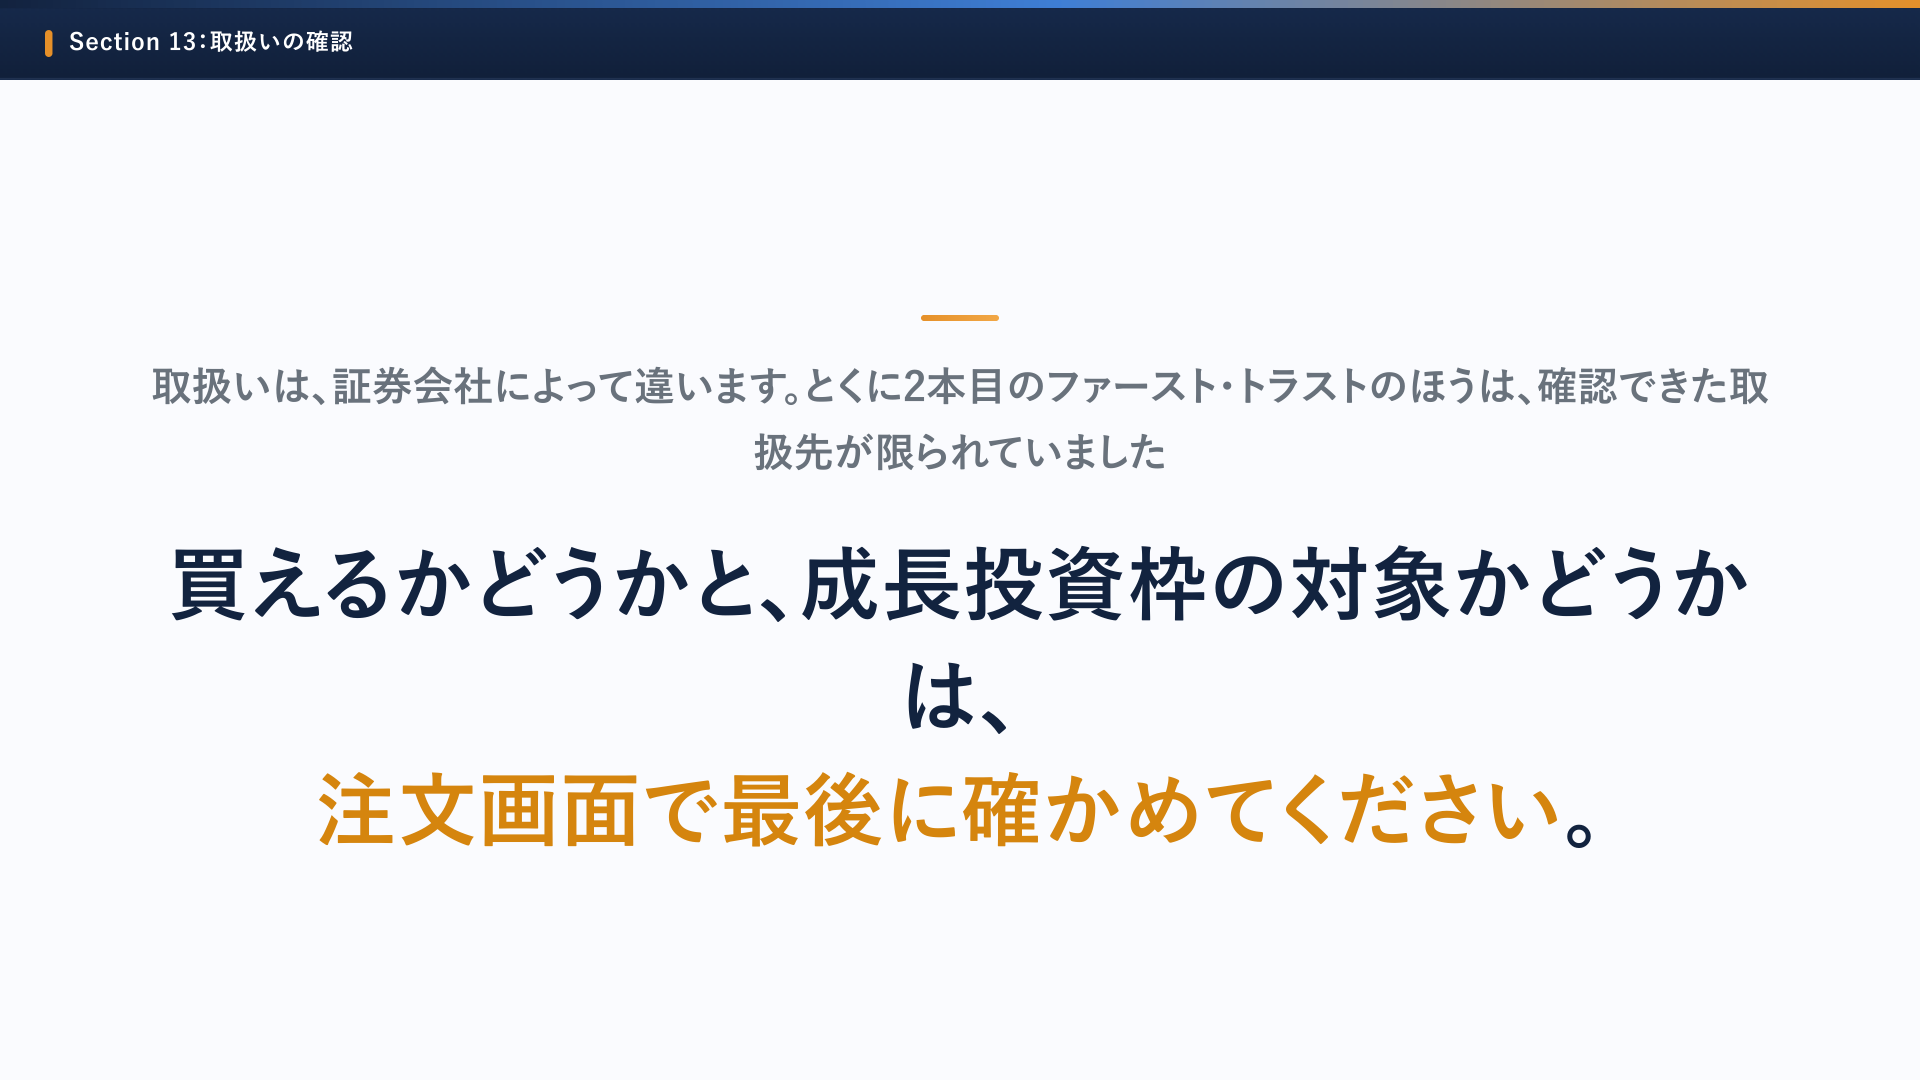 Section 13：取扱いの確認
取扱いは、証券会社によって違います。とくに2本目のファースト・トラストのほうは、確認できた取
扱先が限られていました
買えるかどうかと、成長投資枠の対象かどうか
は、
注文画面で最後に確かめてください。